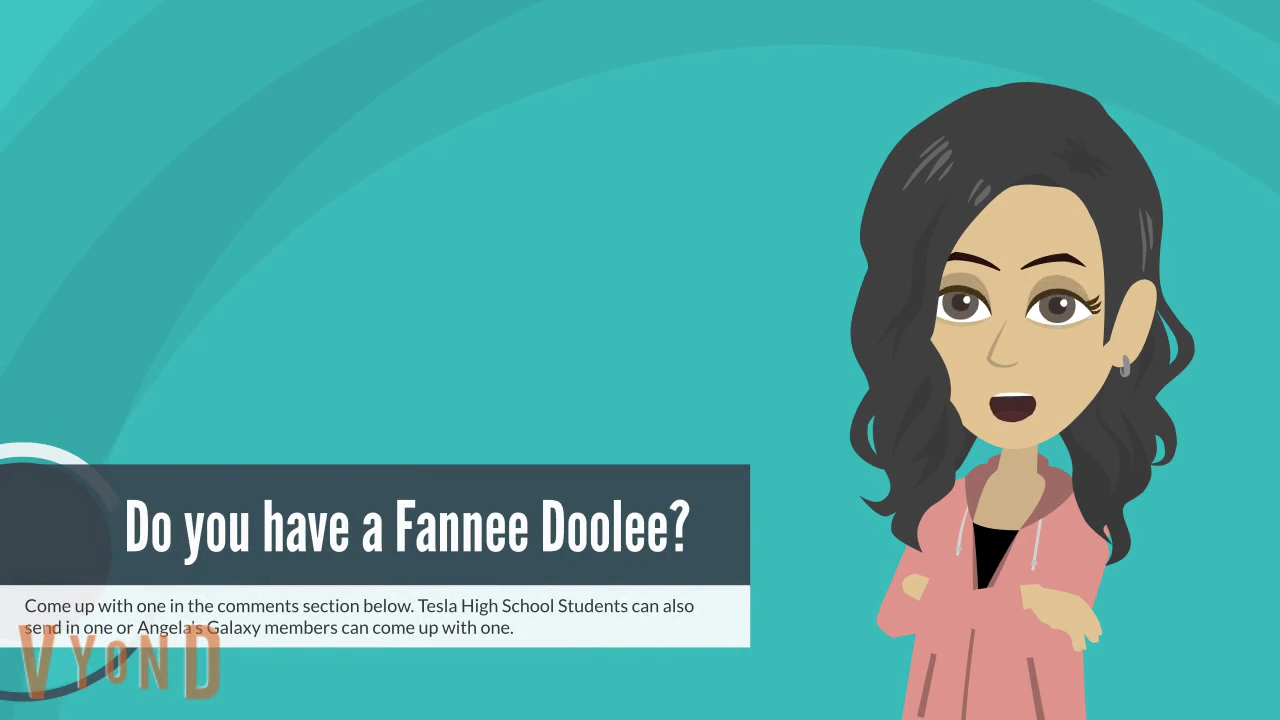 Do you have a Fannee Doolee?
Come up with one in the comments section below. Tesla High School Students can also
send in one or Angela's Galaxy members can come up with one.
VYOND